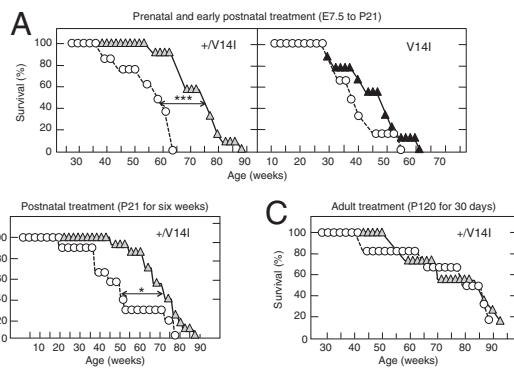 A
Prenatal and early postnatal treatment (E7.5 to P21)
+/V14I
V14I
Survival (%)
100
80
60
40
20
0
***
30 40 50 60 70 80 90
10 20 30 40 50 60 70
Age (weeks)
Age (weeks)
Postnatal treatment (P21 for six weeks)
+/V14I
00
80
60
40
20
0
*
10 20 30 40 50 60 70 80 90
Age (weeks)
C
Adult treatment (P120 for 30 days)
+/V14I
Survival (%)
100
80
60
40
20
0
30 40 50 60 70 80 90
Age (weeks)